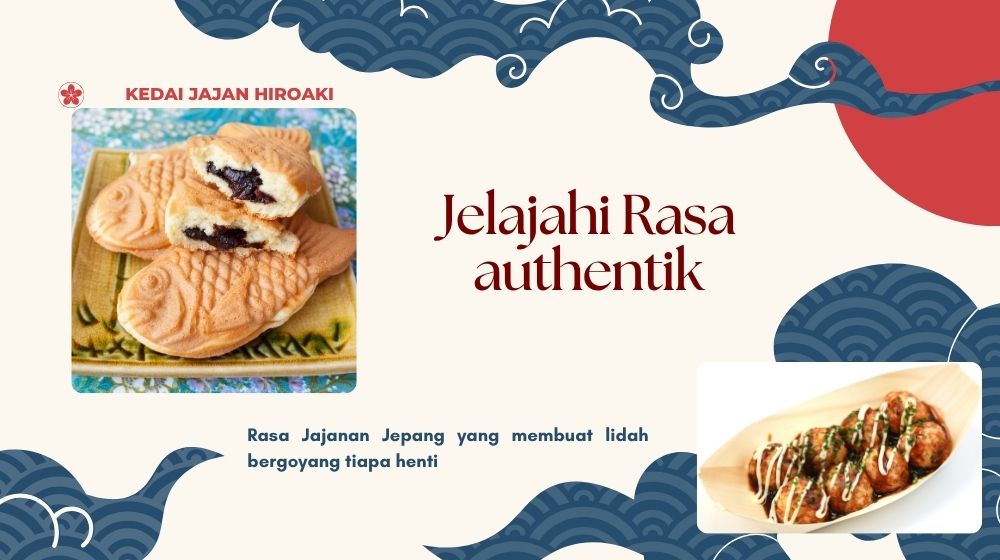 KEDAI JAJAN HIROAKI
Jelajahi Rasa
authentik
Rasa Jajanan Jepang yang membuat lidah
bergoyang tiapa henti